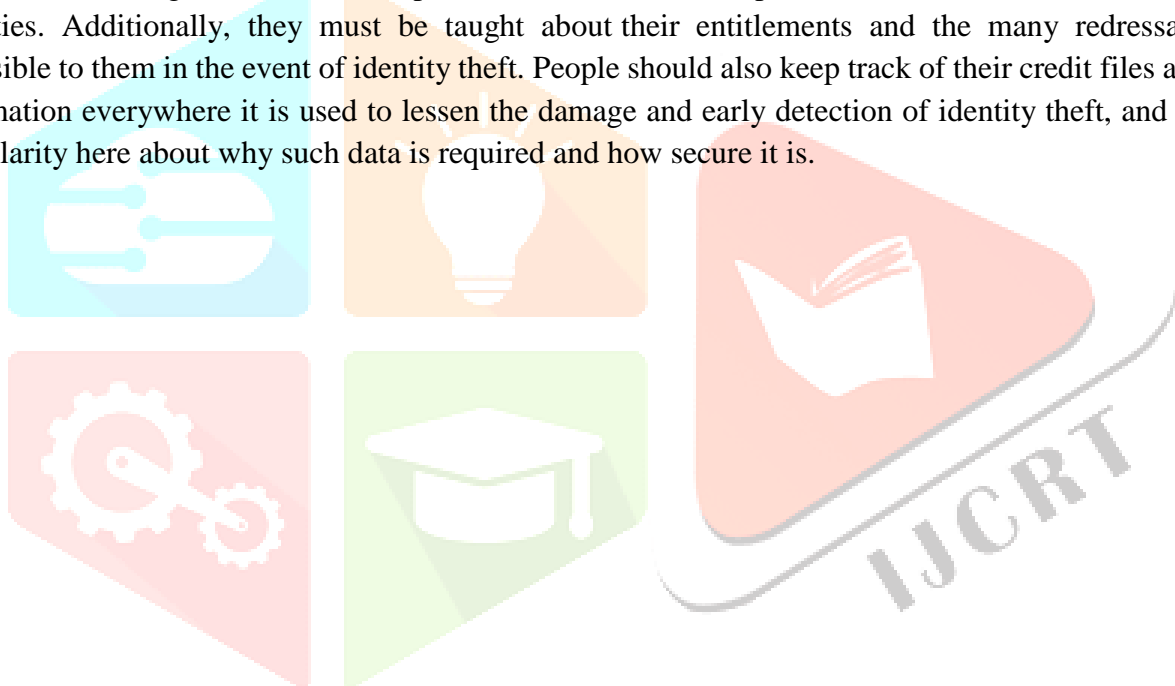 ties. Additionally, they must be taught about their entitlements and the many redressa
sible to them in the event of identity theft. People should also keep track of their credit files a
nation everywhere it is used to lessen the damage and early detection of identity theft, and
larity here about why such data is required and how secure it is.
IJCRT